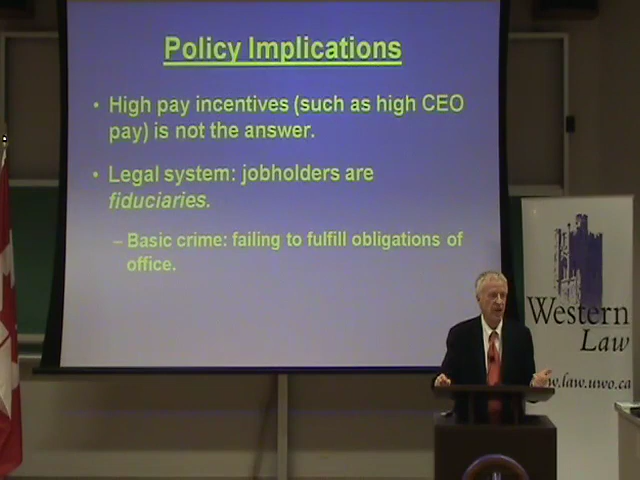 Policy Implications
• High pay incentives (such as high CEO
pay) is not the answer.
• Legal system: jobholders are
fiduciaries.
– Basic crime: failing to fulfill obligations of
office.
Western
Law
w.law.uwo.ca